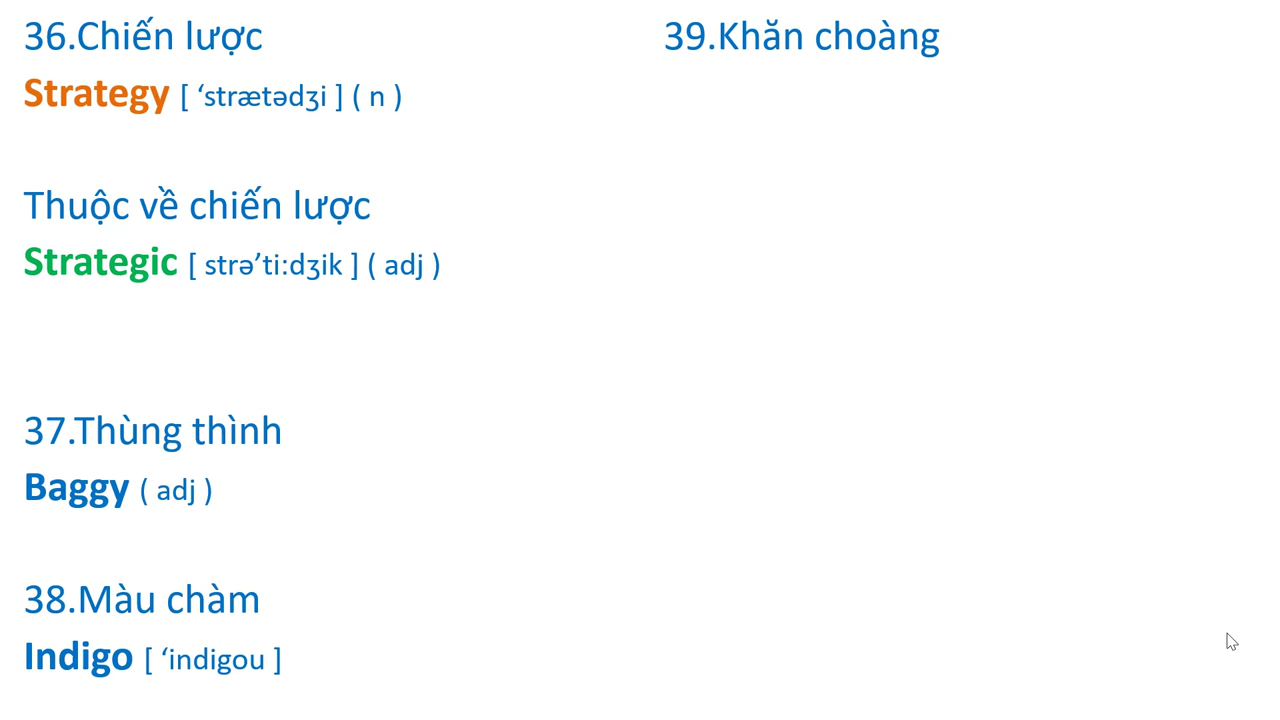 36.Chiến lược
Strategy [ ‘strætədʒi ] ( n )
Thuộc về chiến lược
Strategic [ strə’ti:dʒik ] ( adj )
37.Thùng thình
Baggy ( adj )
38.Màu chàm
Indigo [ ‘indigou ]
39.Khăn choàng